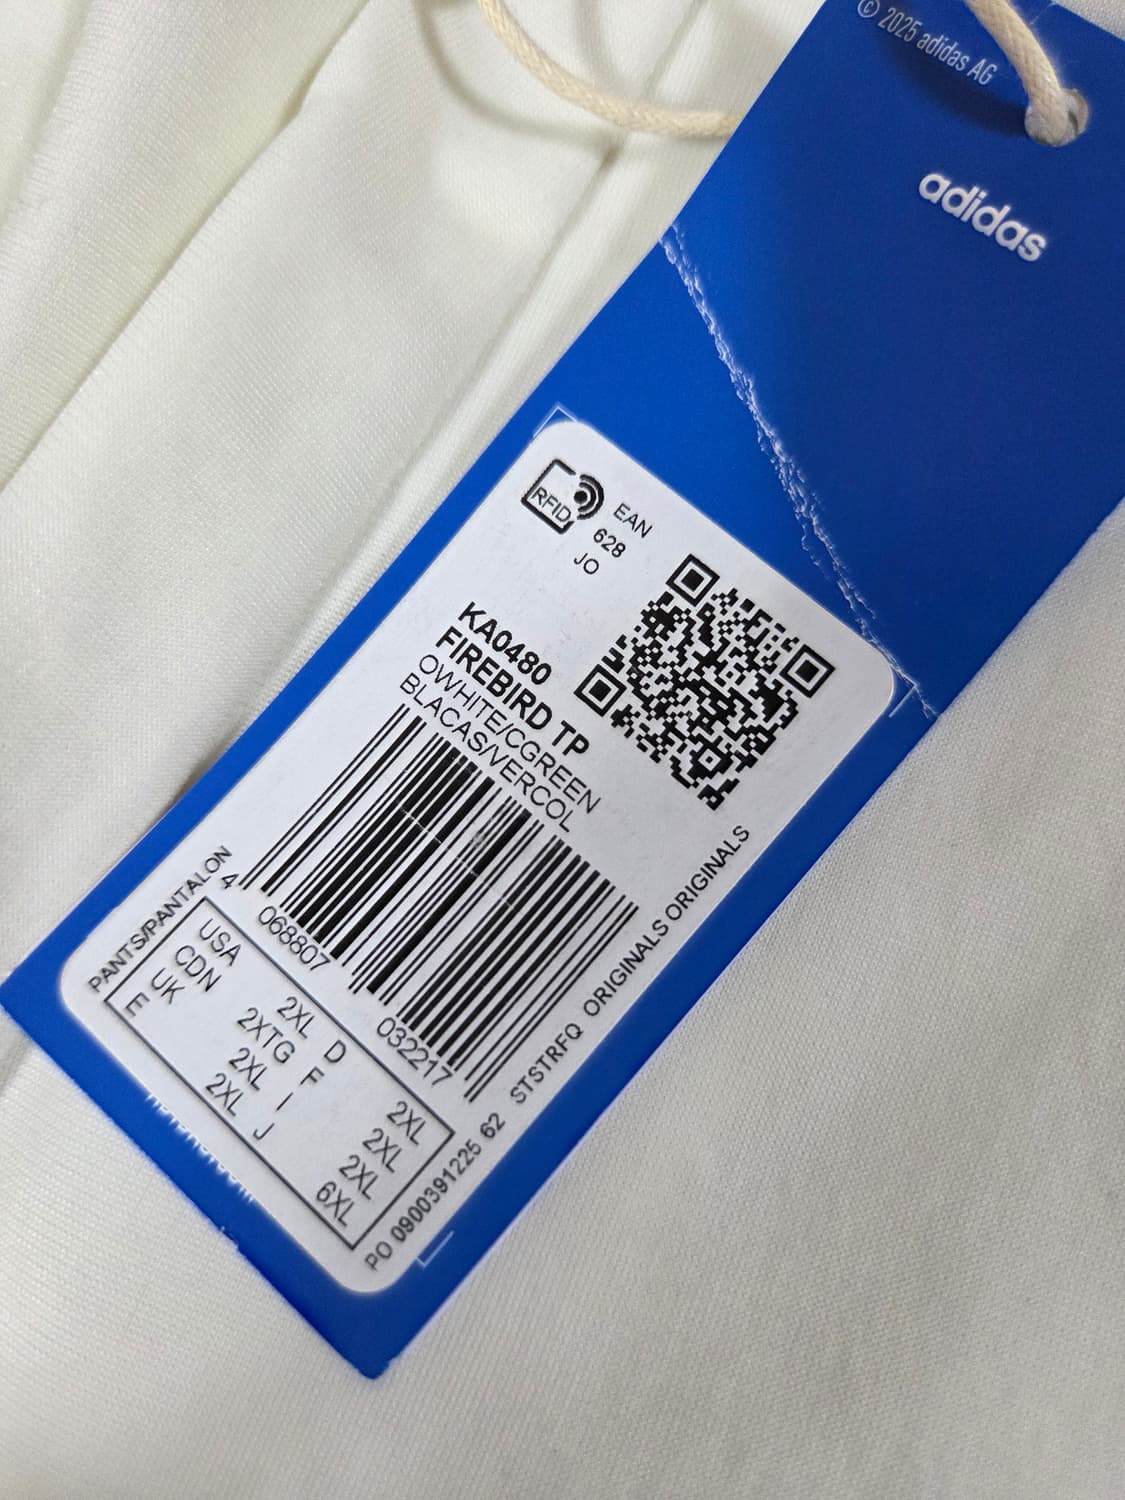 © 2025 adidas AG
adidas
RFID
EAN
628
JO
KA0480
FIREBIRD TP
OWHITE/CGREEN
BLACAS/VERCOL
4 068807 032217
PANTS/PANTALON
USA 2XL D 2XL
CDN 2XTG F 2XL
UK 2XL I 2XL
E 2XL J 6XL
PO 0900391225 62 STSTRFQ ORIGINALS ORIGINALS